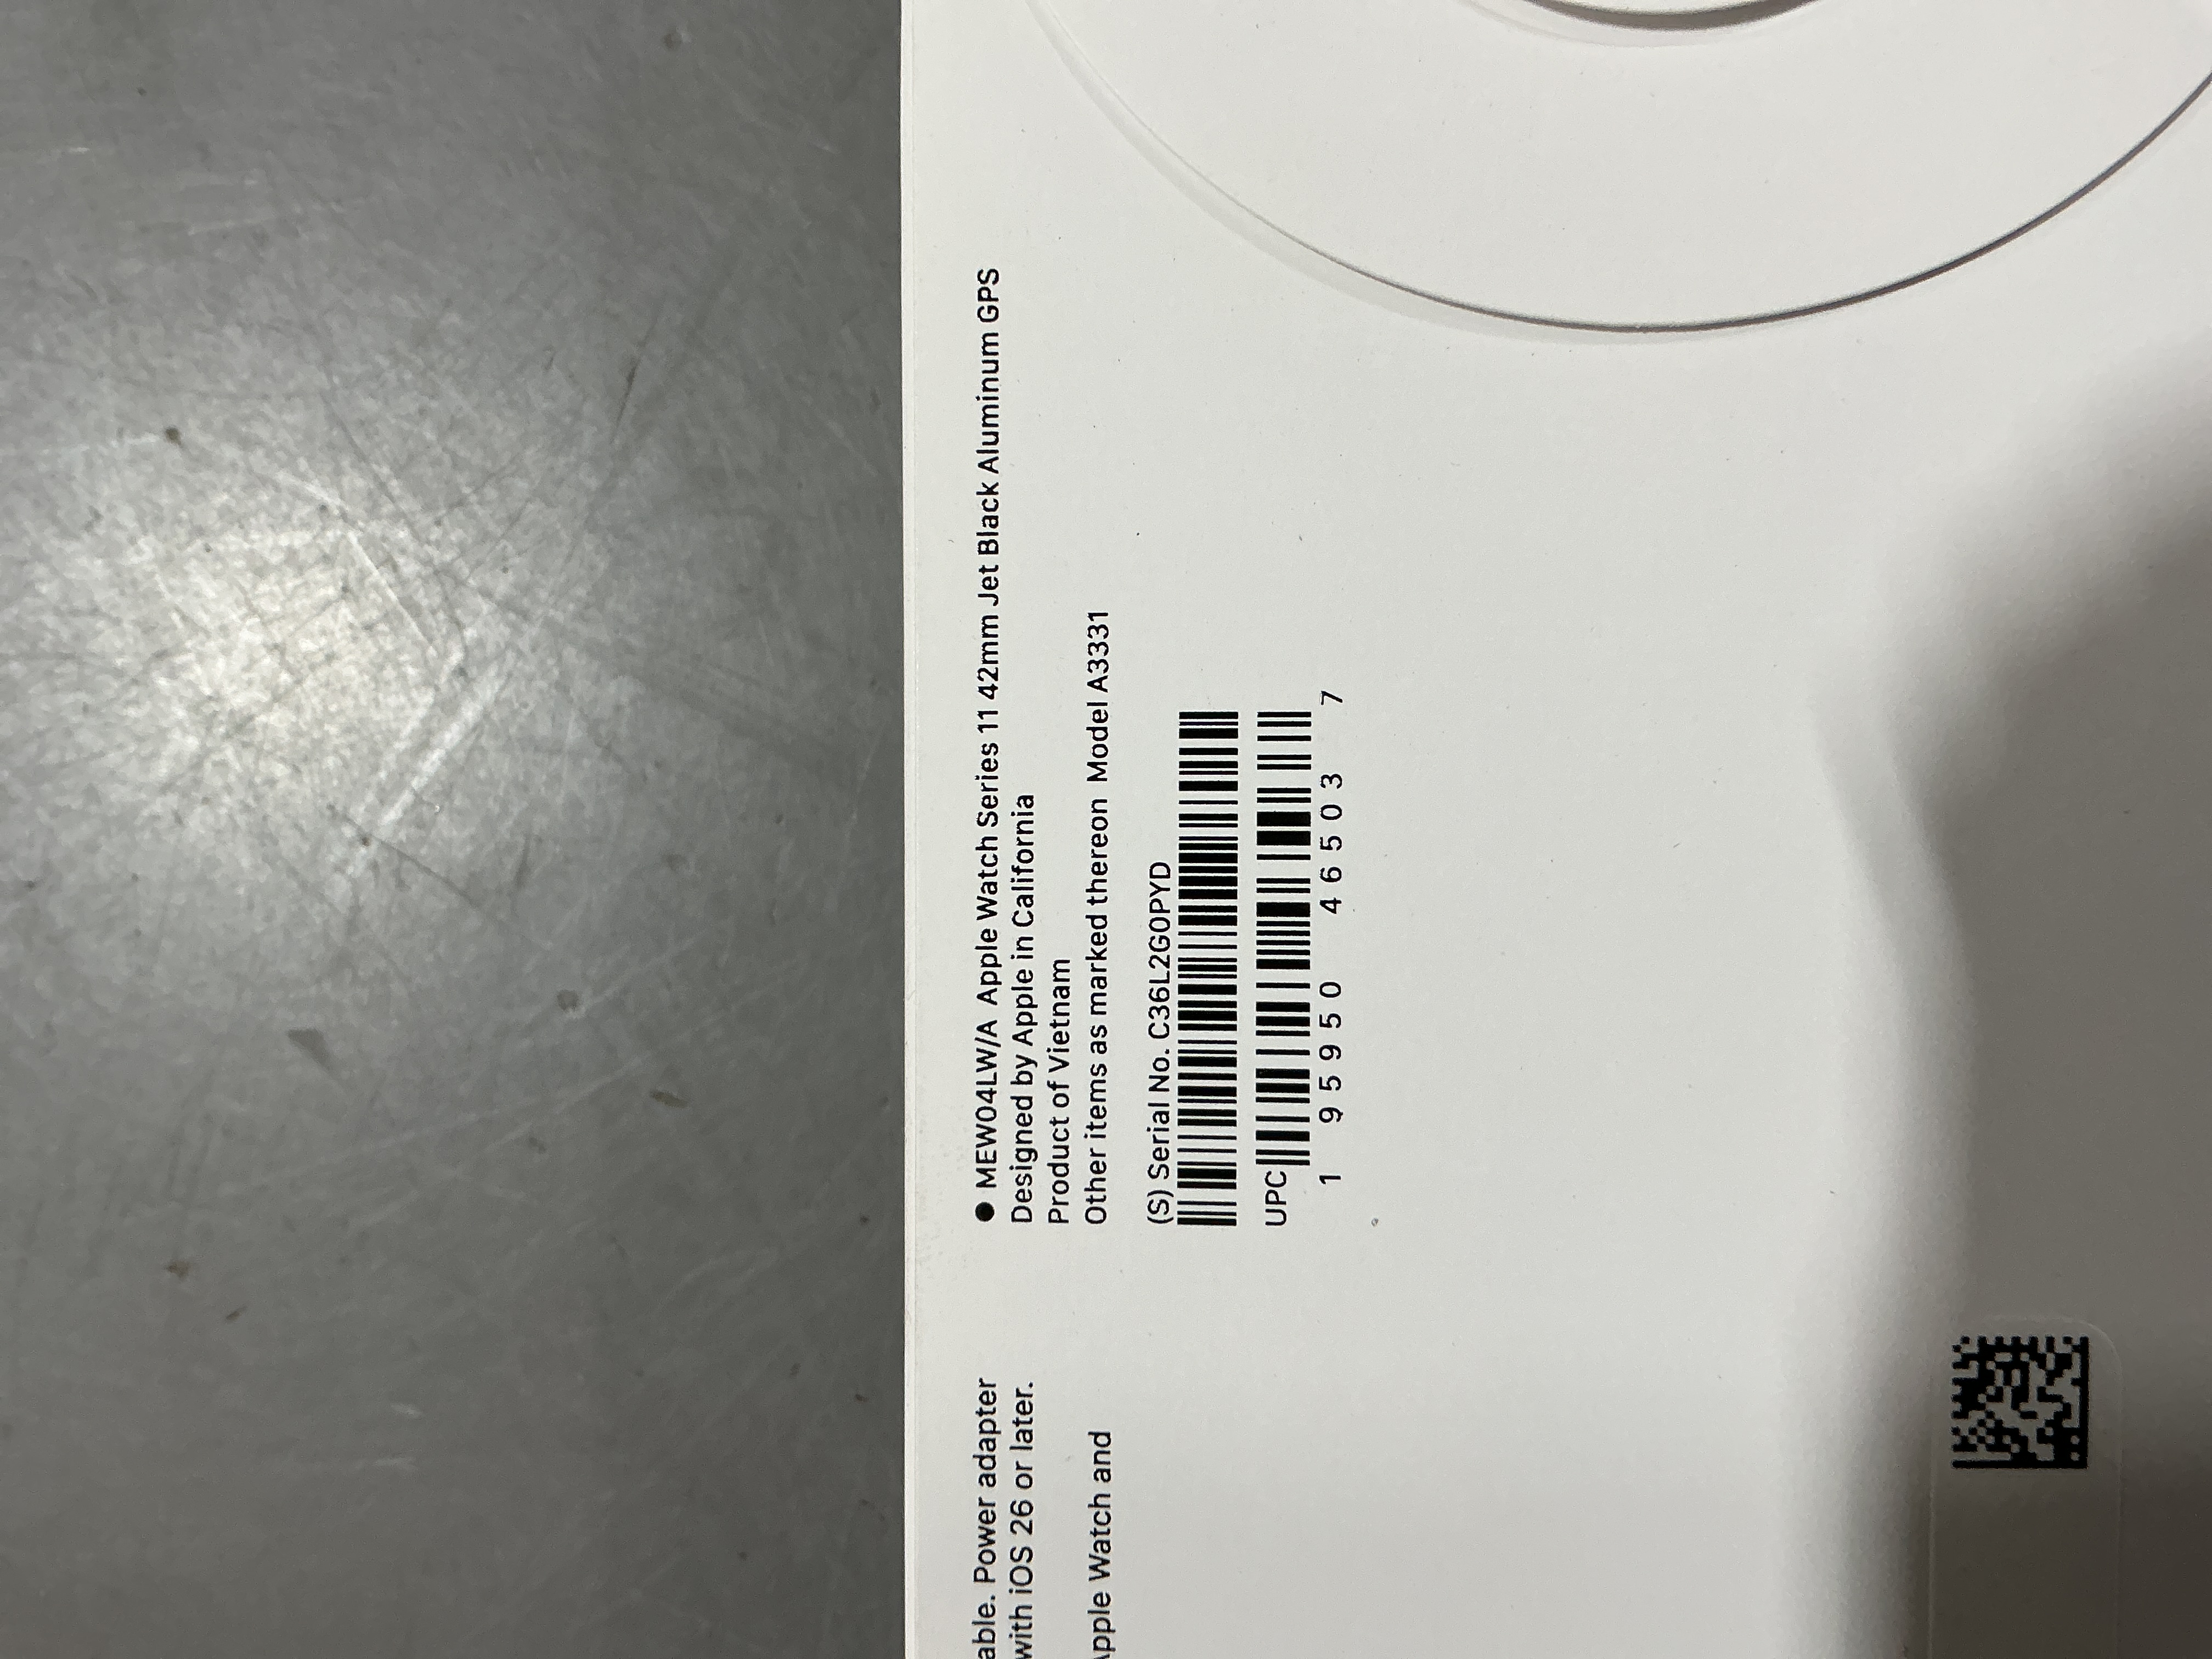 ● MEW04LW/A Apple Watch Series 11 42mm Jet Black Aluminum GPS
Designed by Apple in California
Product of Vietnam
Other items as marked thereon Model A3331
(S) Serial No. C36L2G0PYD
UPC
1 95950 46503 7
able. Power adapter
with iOS 26 or later.
Apple Watch and